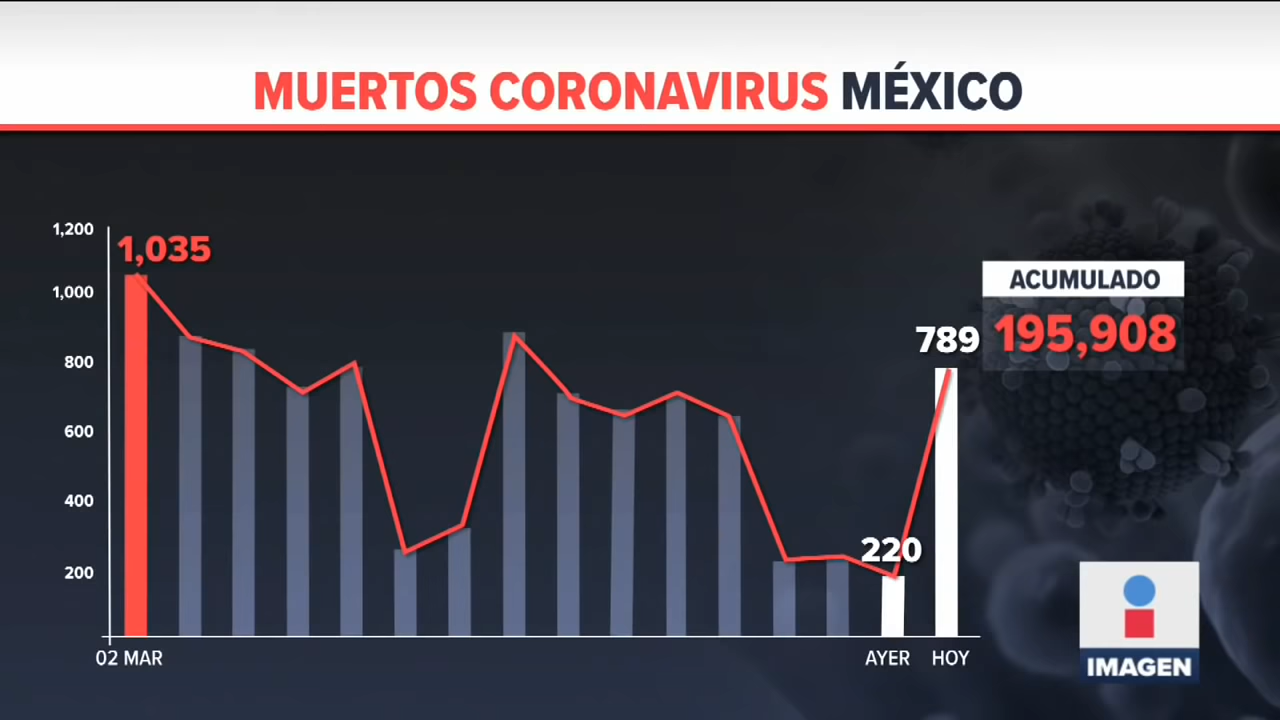 MUERTOS CORONAVIRUS MÉXICO
1,200
1,035
1,000
800
600
400
200
02 MAR
220
789
AYER
HOY
ACUMULADO
195,908
IMAGEN